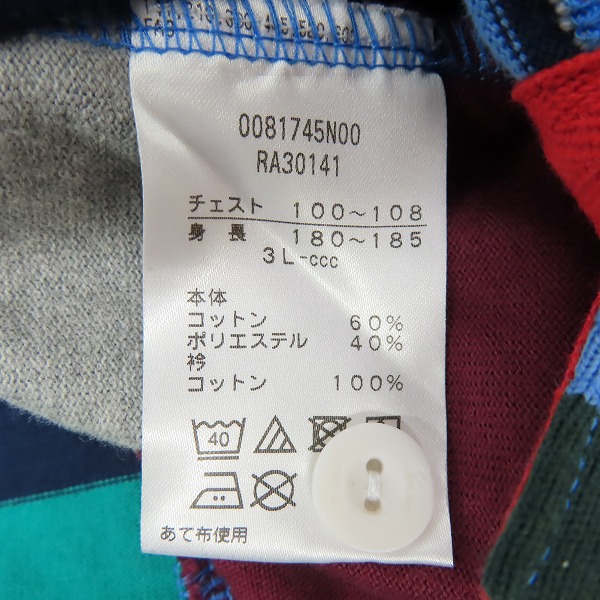 0081745N00
RA30141
チェスト 100~108
身長 180~185
3L-ccc
本体
コットン 60%
ポリエステル 40%
衿
コットン 100%
40
あて布使用